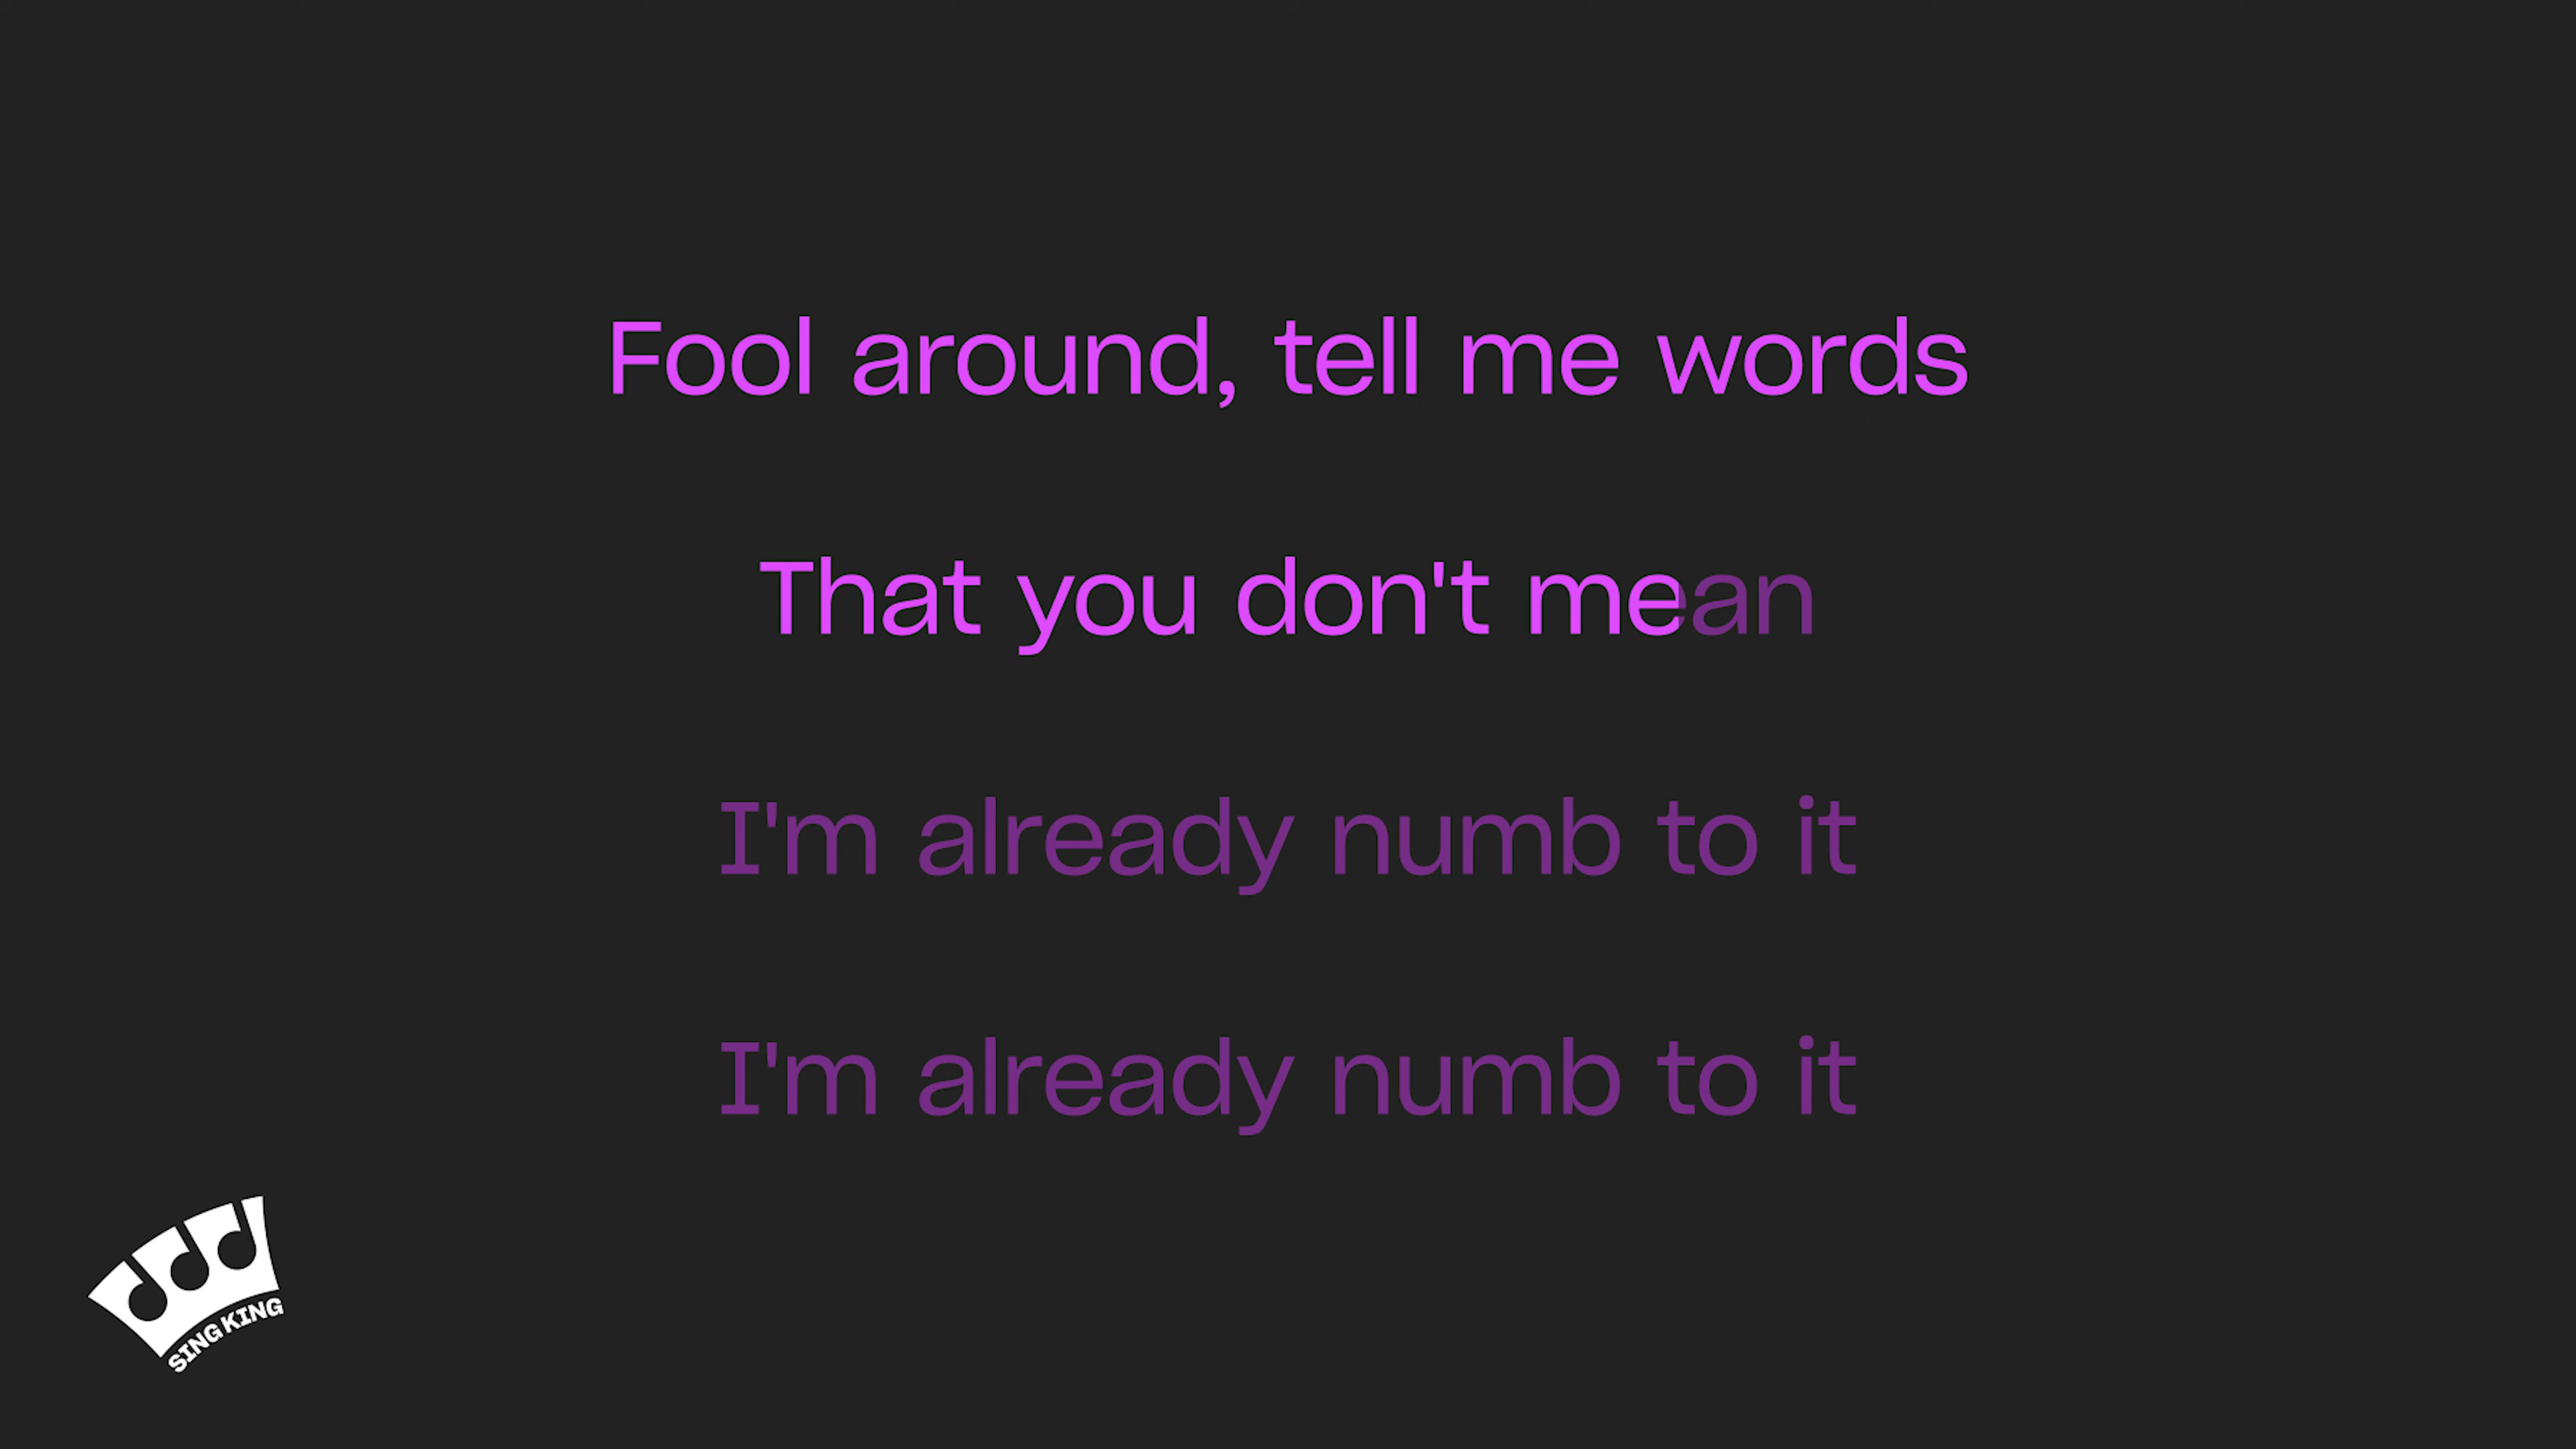 Fool around, tell me words
That you don't mean
I'm already numb to it
I'm already numb to it
SING KING